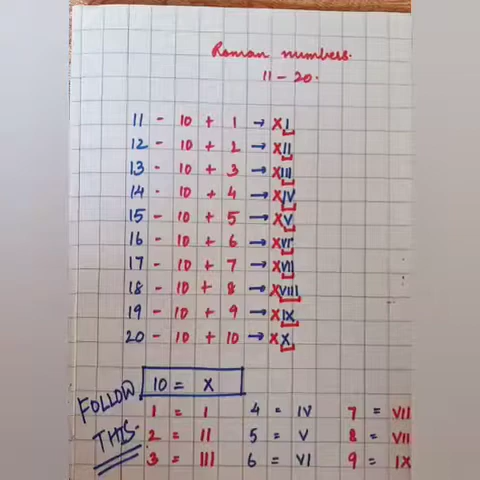 Roman numbers.
11 - 20.
11 - 10 + 1 → XI
12 - 10 + 2 → XII
13 - 10 + 3 → XIII
14 - 10 + 4 → XIV
15 - 10 + 5 → XV
16 - 10 + 6 → XVI
17 - 10 + 7 → XVII
18 - 10 + 8 → XVIII
19 - 10 + 9 → XIX
20 - 10 + 10 → XX
FOLLOW THIS-
10 = X
1 = I 4 = IV 7 = VII
2 = II 5 = V 8 = VII
3 = III 6 = VI 9 = IX